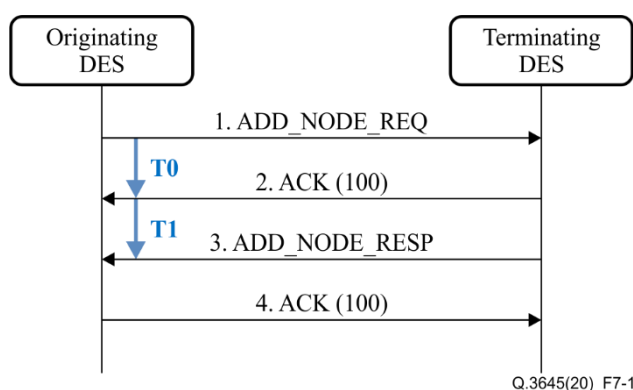 Originating
DES
Terminating
DES
1. ADD_NODE_REQ
T0
2. ACK (100)
T1
3. ADD_NODE_RESP
4. ACK (100)
Q.3645(20)_F7-1